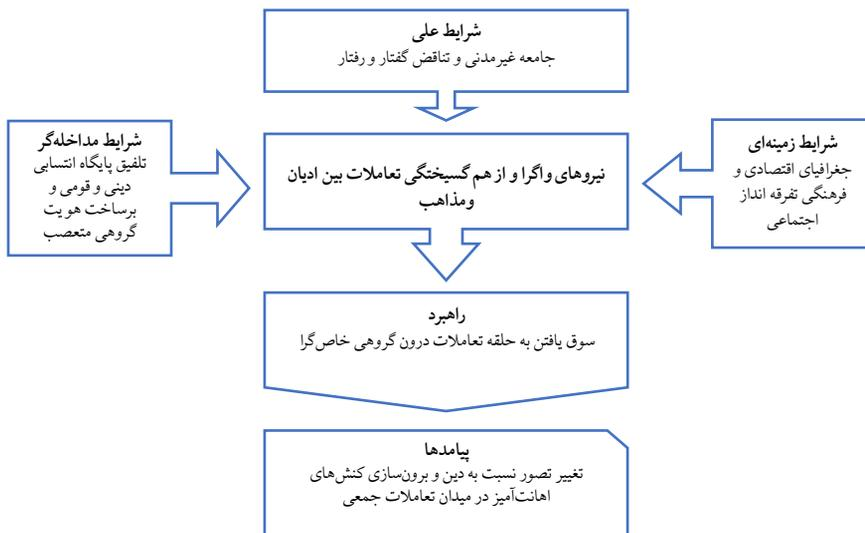 شرایط علی
جامعه غیرمدنی و تناقض گفتار و رفتار
شرایط زمینه‌ای
جغرافیای اقتصادی و
فرهنگی تفرقه انداز
اجتماعی
نیروهای واگرا و از هم گسیختگی تعاملات بین ادیان
ومذاهب
شرایط مداخله‌گر
تلفیق پایگاه انتسابی
دینی و قومی و
برساخت هویت
گروهی متعصب
راهبرد
سوق یافتن به حلقه تعاملات درون گروهی خاص‌گرا
پیامدها
تغییر تصور نسبت به دین و برون‌سازی کنش‌های
اهانت‌آمیز در میدان تعاملات جمعی